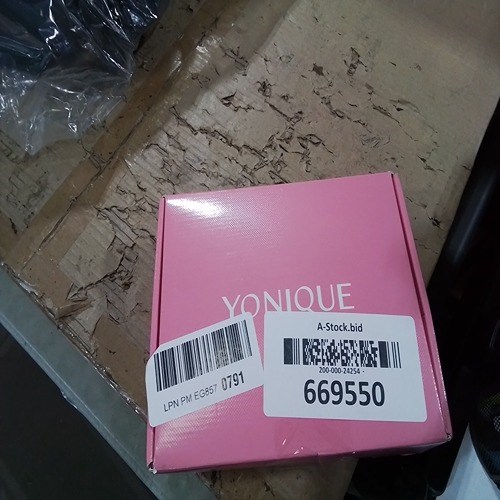 YONIQUE
A-Stock.bid
200-000-24254
669550
LPN PM EG857 0791